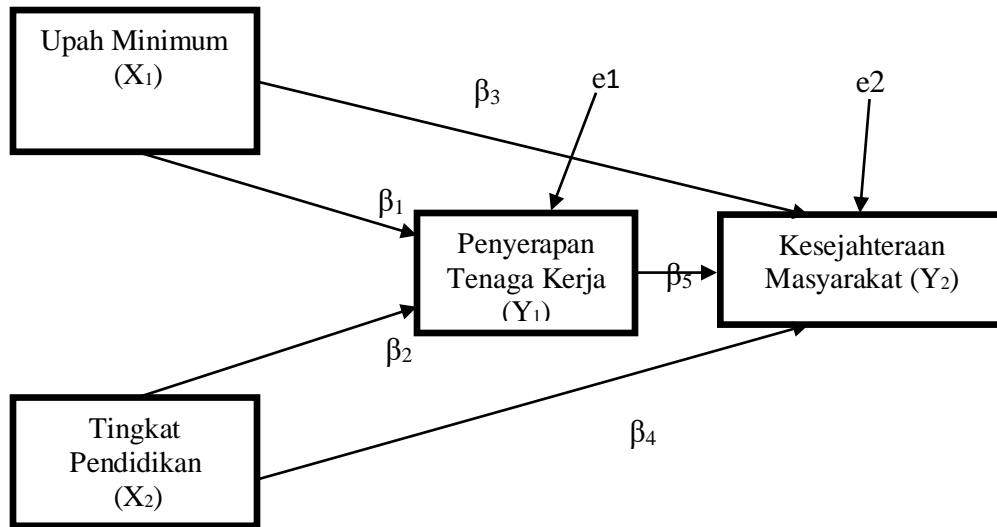 Upah Minimum
(X₁)
e1
e2
β₃
β₁
Penyerapan
Tenaga Kerja
(Y₁)
β₅
Kesejahteraan
Masyarakat (Y₂)
β₂
Tingkat
Pendidikan
(X₂)
β₄